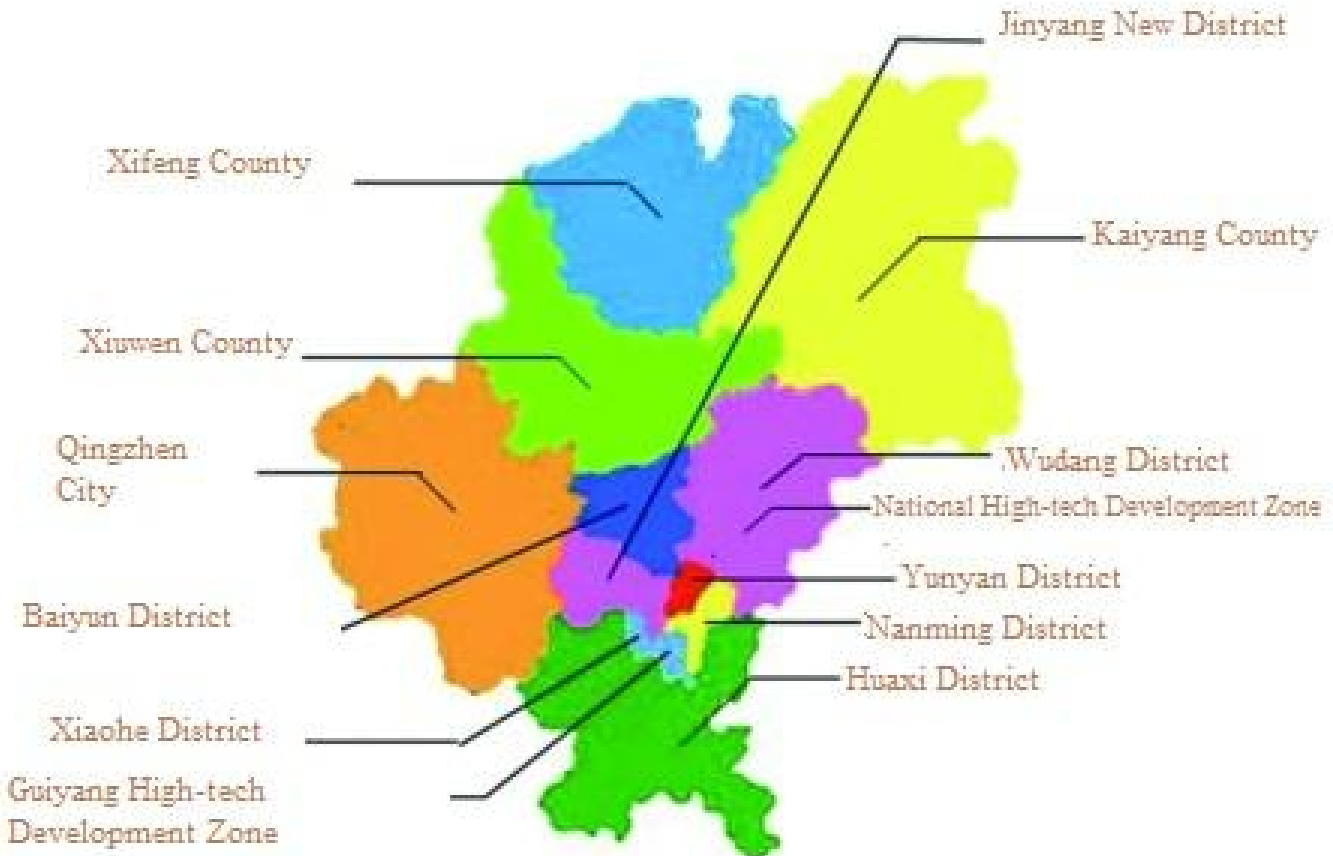 Jinyang New District
Xifeng County
Kaiyang County
Xiuwen County
Qingzhen
City
Wudang District
National High-tech Development Zone
Yunyan District
Baiyun District
Nanming District
Huaxi District
Xiaohe District
Guiyang High-tech
Development Zone